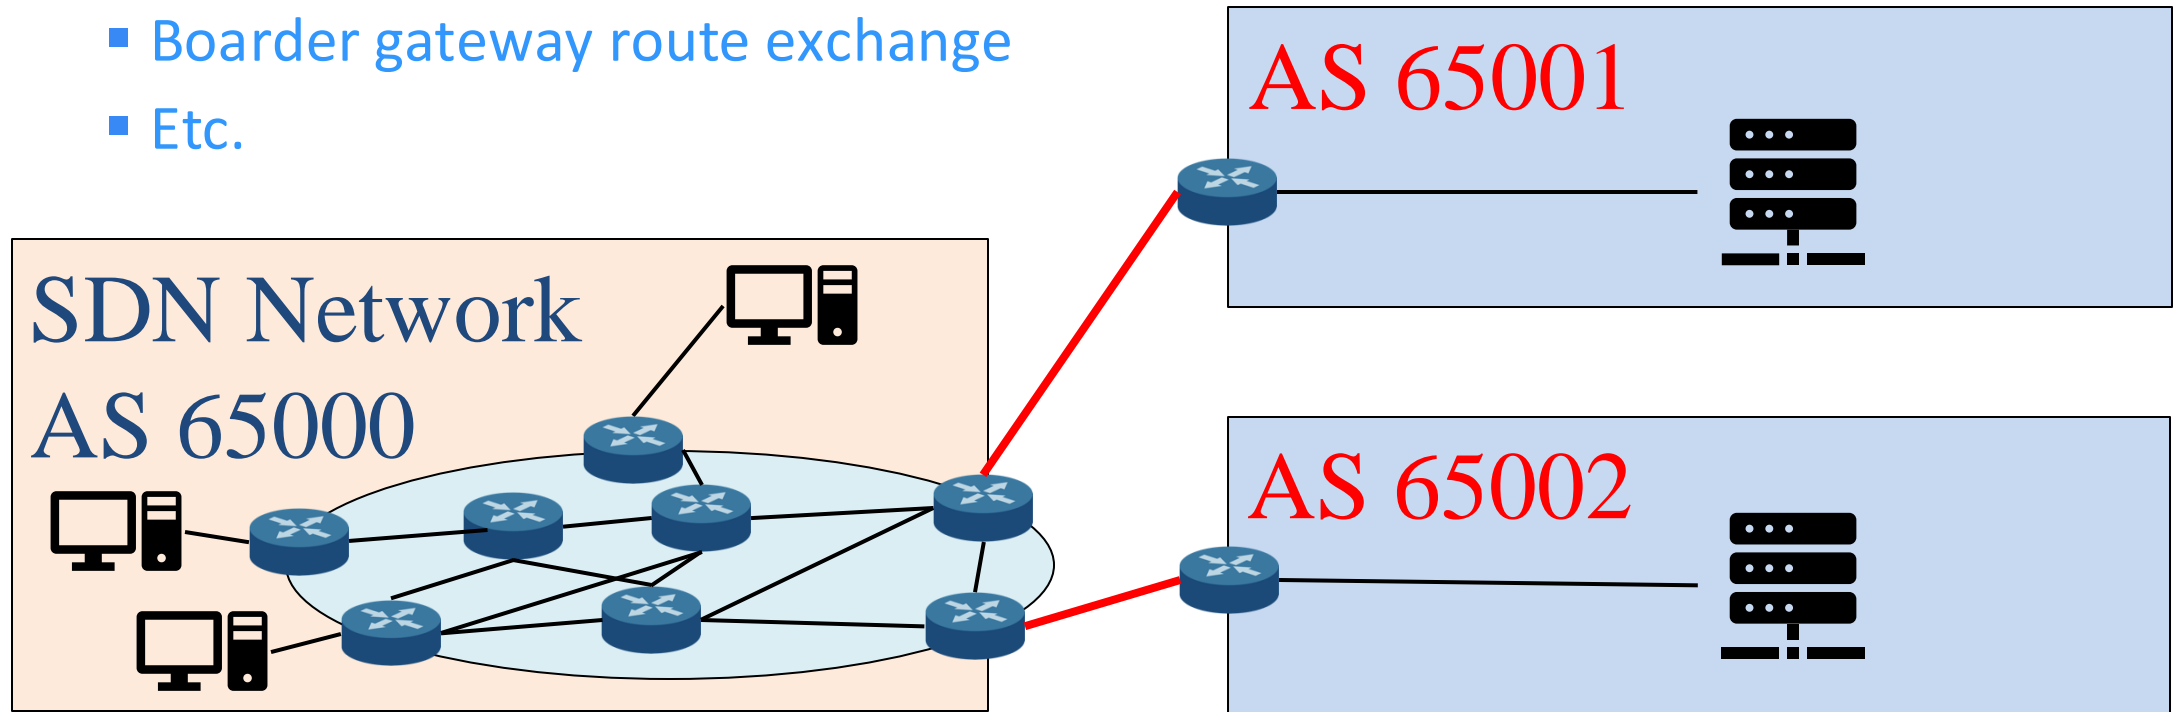 Boarder gateway route exchange
Etc.
AS 65001
SDN Network
AS 65000
AS 65002